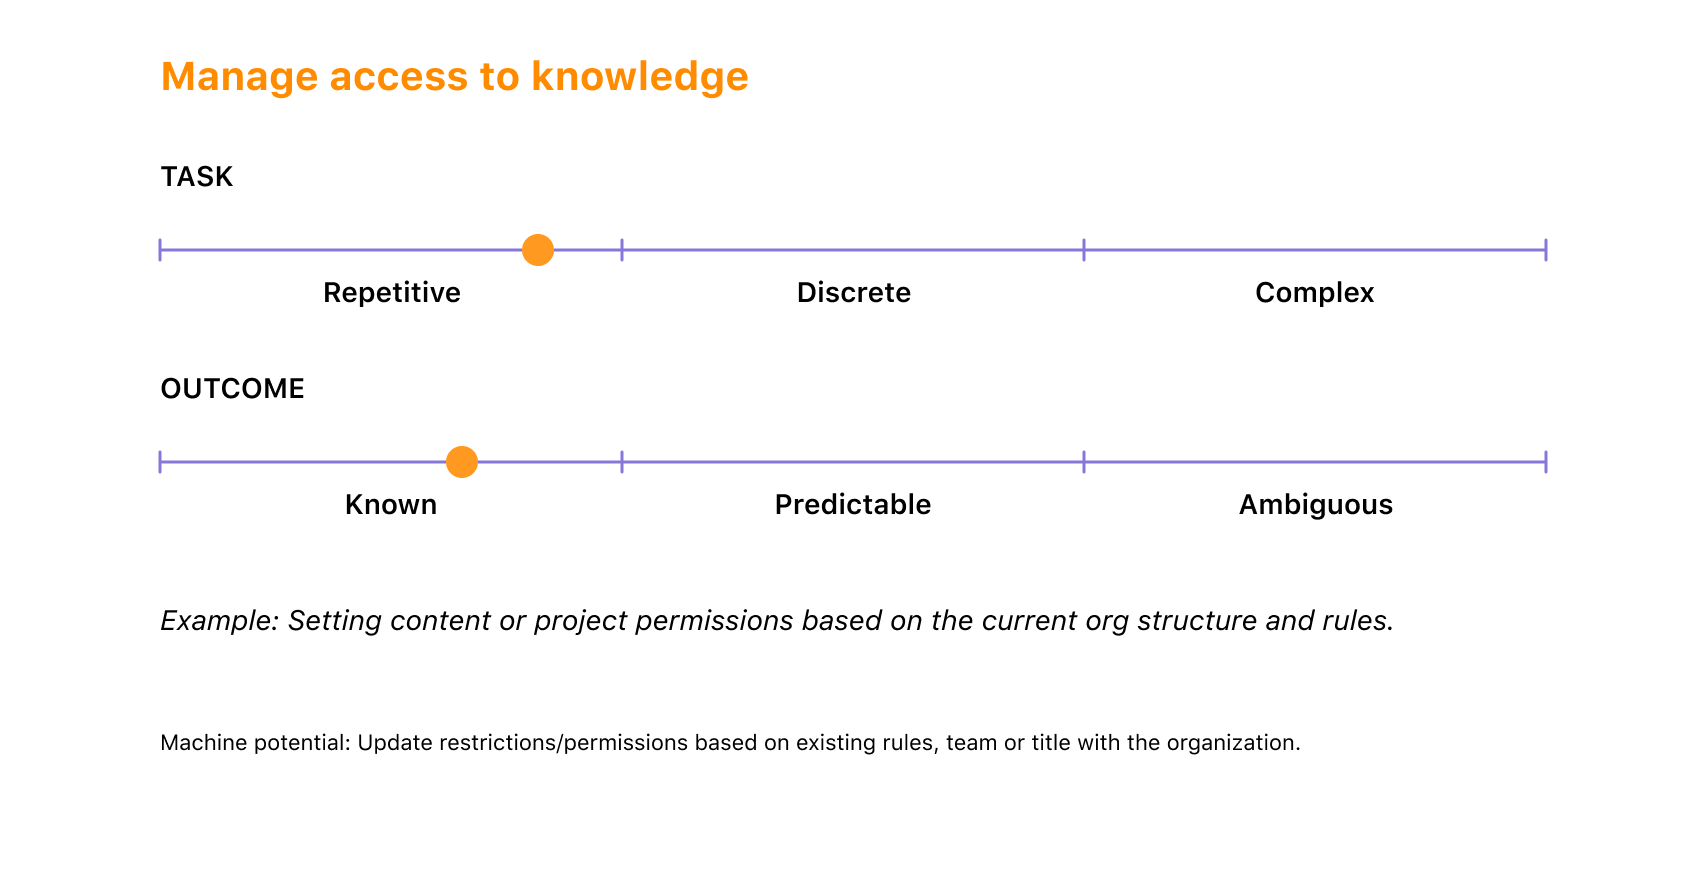 Manage access to knowledge
TASK
Repetitive
Discrete
Complex
OUTCOME
Known
Predictable
Ambiguous
Example: Setting content or project permissions based on the current org structure and rules.
Machine potential: Update restrictions/permissions based on existing rules, team or title with the organization.